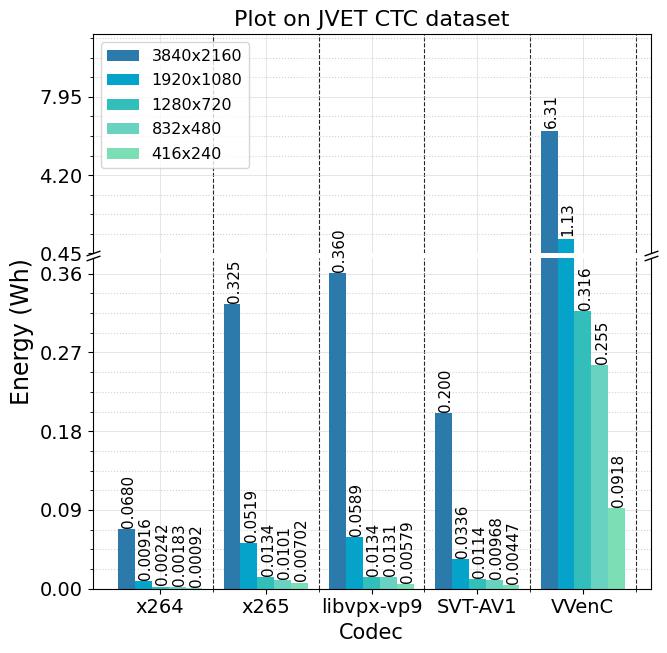 Plot on JVET CTC dataset
3840x2160
1920x1080
1280x720
832x480
416x240
7.95
4.20
0.45
0.36
0.27
0.18
0.09
0.00
Energy (Wh)
0.0680
0.00916
0.00242
0.00183
0.00092
0.325
0.0519
0.0134
0.0101
0.00702
0.360
0.0589
0.0134
0.0131
0.00579
0.200
0.0336
0.0114
0.00968
0.00447
6.31
1.13
0.316
0.255
0.0918
x264
x265
libvpx-vp9
SVT-AV1
VVenC
Codec